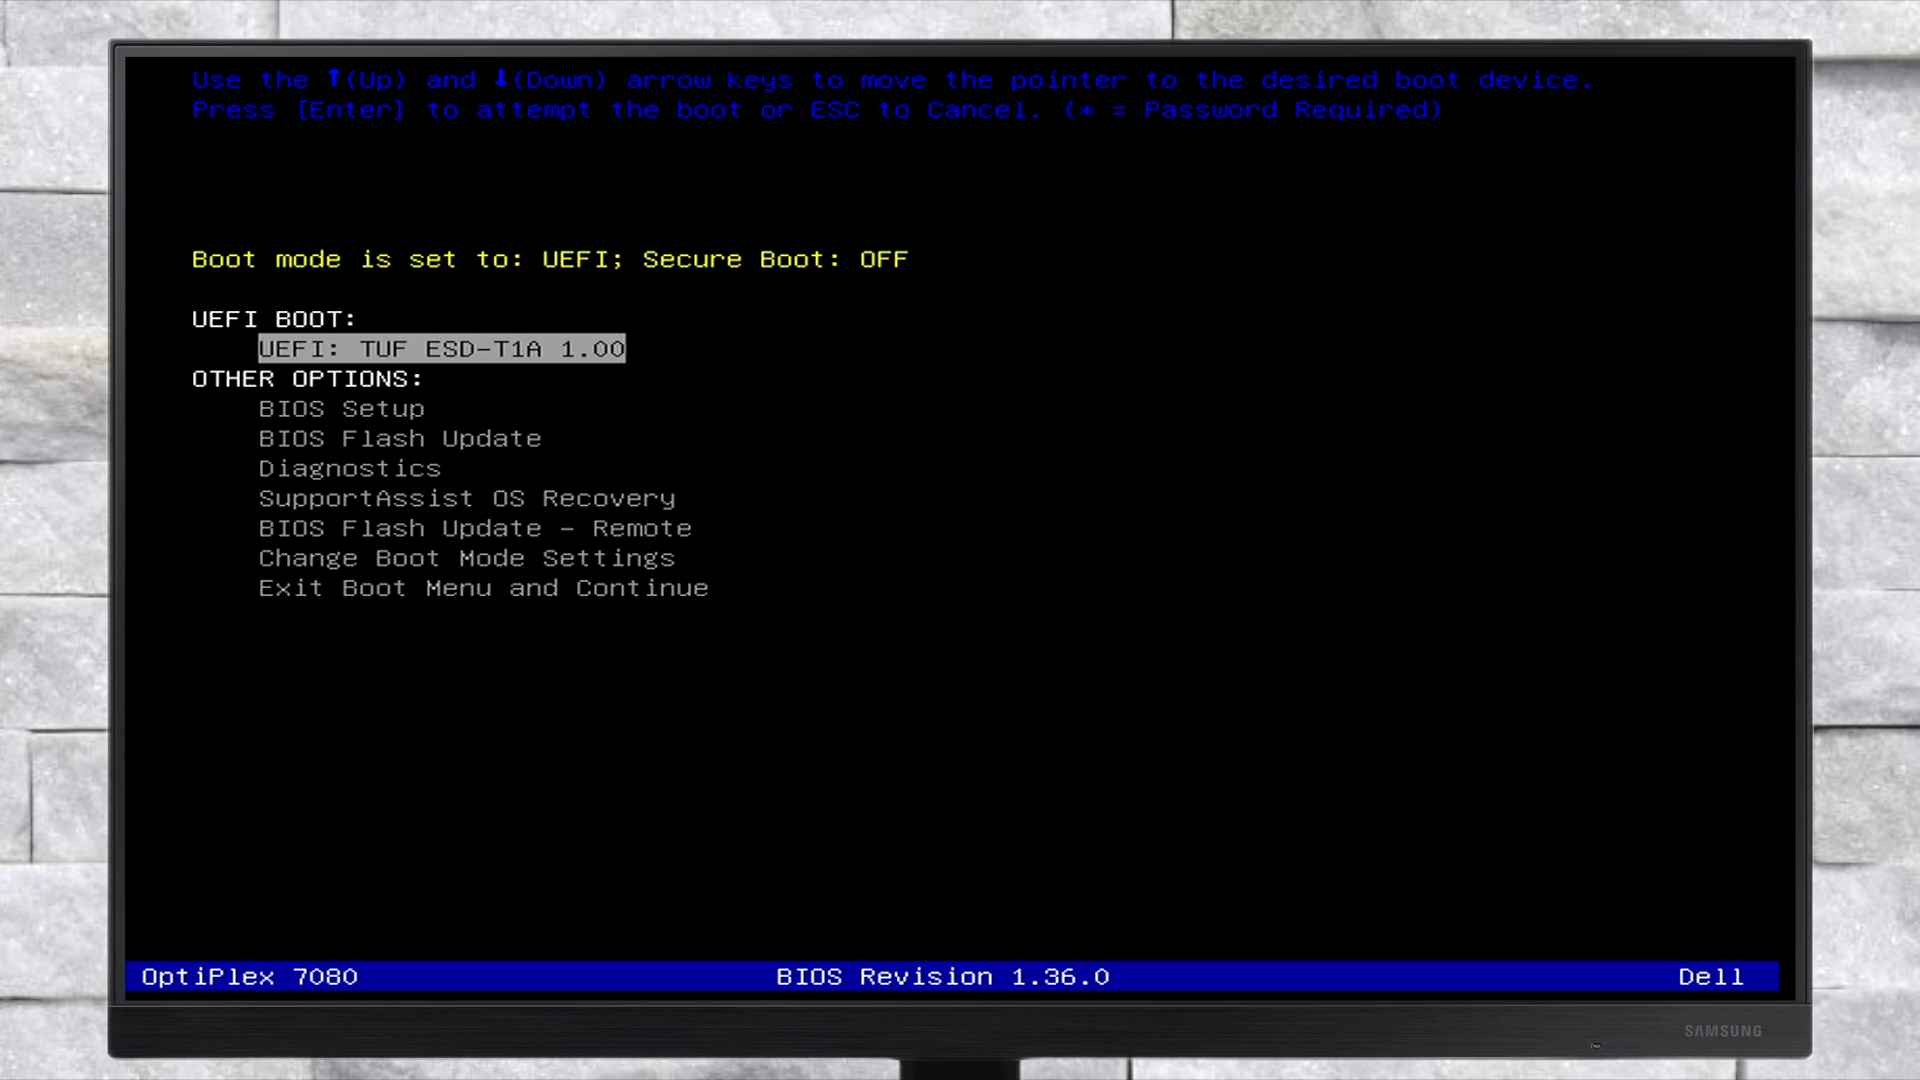 Use the ↑(Up) and ↓(Down) arrow keys to move the pointer to the desired boot device.
Press [Enter] to attempt the boot or ESC to Cancel. (* = Password Required)
Boot mode is set to: UEFI; Secure Boot: OFF
UEFI BOOT:
UEFI: TUF ESD-T1A 1.00
OTHER OPTIONS:
BIOS Setup
BIOS Flash Update
Diagnostics
SupportAssist OS Recovery
BIOS Flash Update - Remote
Change Boot Mode Settings
Exit Boot Menu and Continue
OptiPlex 7080 BIOS Revision 1.36.0 Dell
SAMSUNG